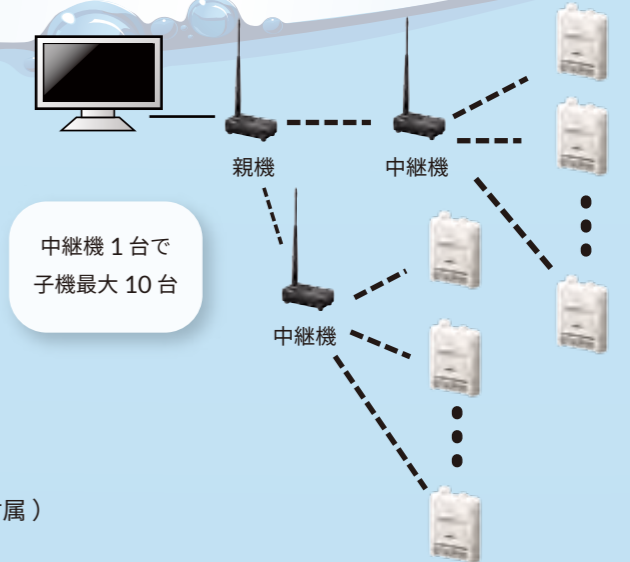 親機
中継機
中継機 1 台で
子機最大 10 台
中継機
属 )